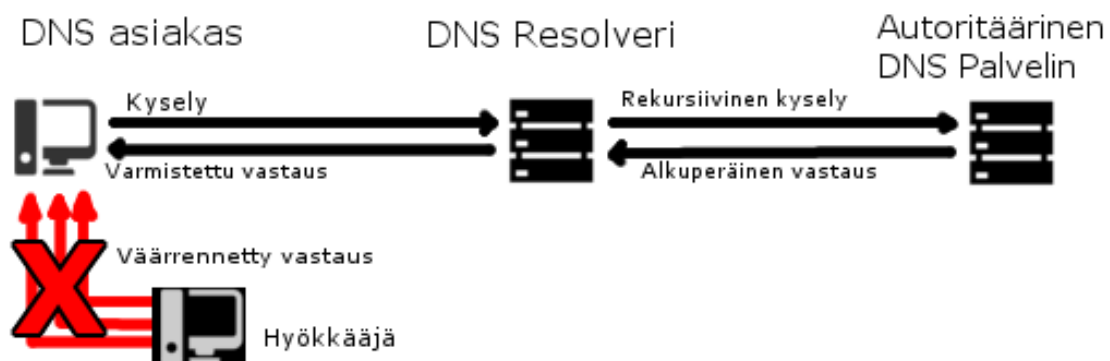 DNS asiakas
DNS Resolveri
Autoritäärinen
DNS Palvelin
Kysely
Rekursiivinen kysely
Varmistettu vastaus
Alkuperäinen vastaus
Väärrennetty vastaus
Hyökkääjä